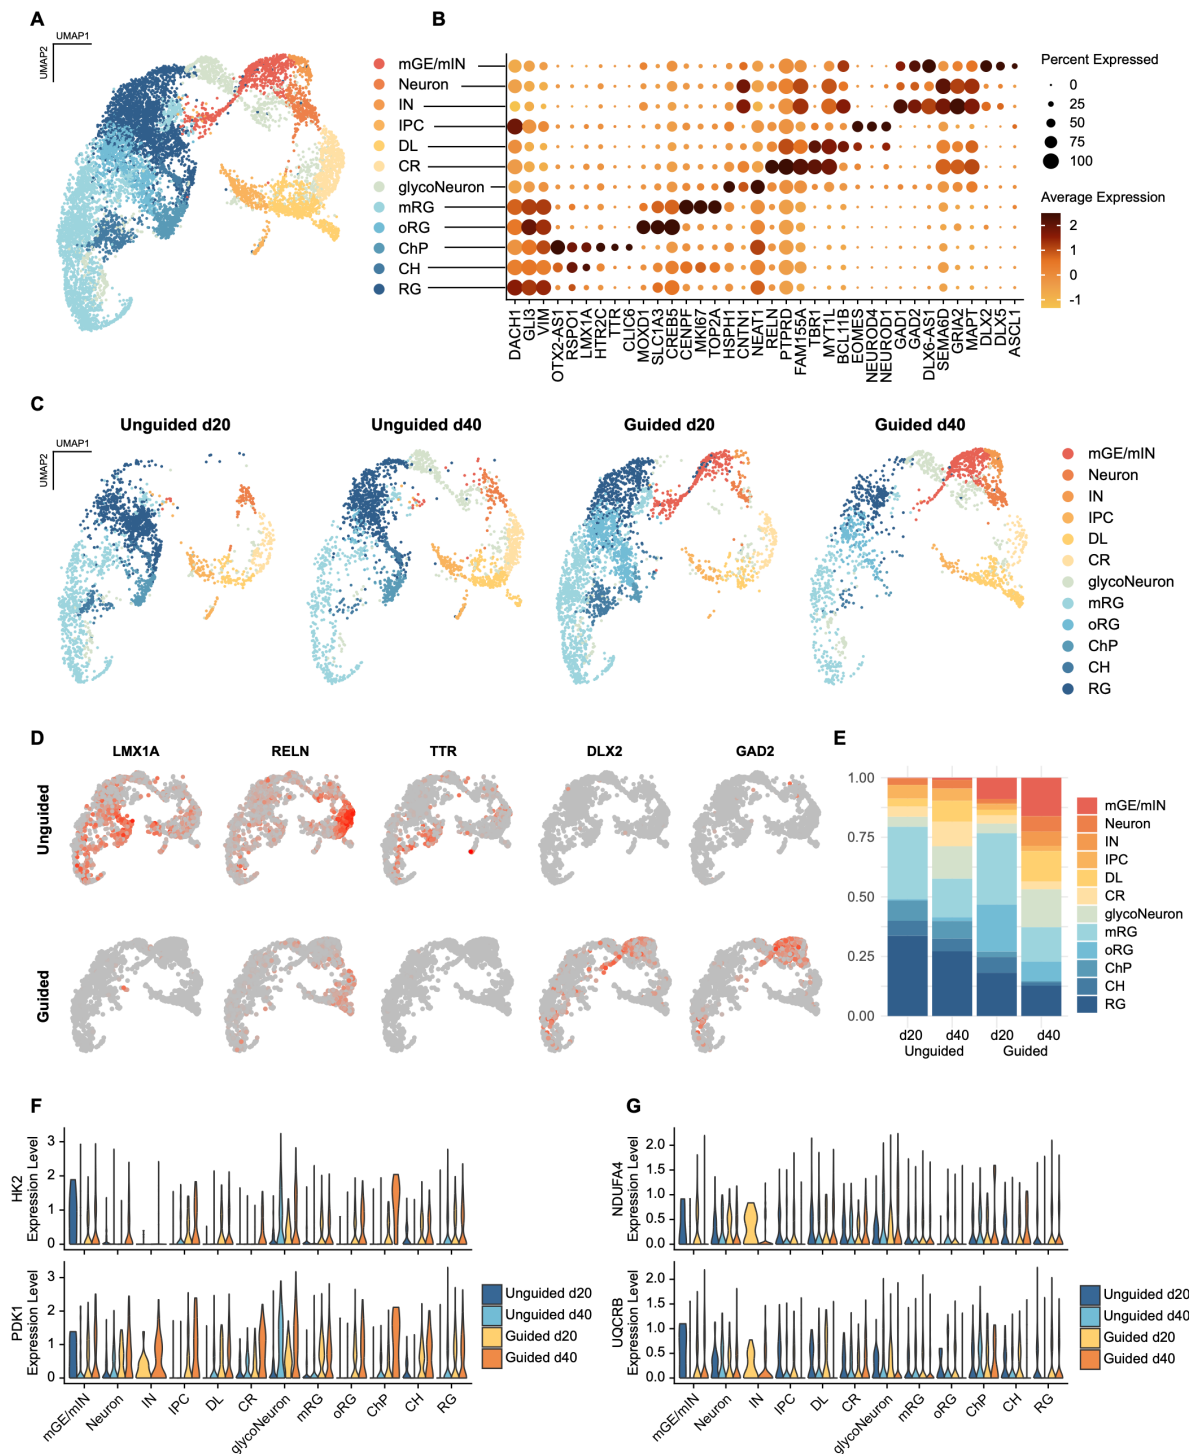 A
UMAP1
UMAP2
mGE/mIN
Neuron
IN
IPC
DL
CR
glycoNeuron
mRG
oRG
ChP
CH
RG
B
DACH1
GLI3
VIM
OTX2-AS1
RSPO1
LMX1A
HTR2C
TTR
CLIC6
MOXD1
SLC1A3
CREB5
CENPF
MKI67
TOP2A
HSPH1
CNTN1
NEAT1
RELN
PTPRD
FAM155A
TBR1
MYT1L
BCL11B
EOMES
NEUROD4
NEUROD1
GAD1
GAD2
DLX6-AS1
SEMA6D
GRIA2
MAPT
DLX2
DLX5
ASCL1
Percent Expressed
0
25
50
75
100
Average Expression
2
1
0
-1
C
Unguided d20
Unguided d40
Guided d20
Guided d40
UMAP1
UMAP2
mGE/mIN
Neuron
IN
IPC
DL
CR
glycoNeuron
mRG
oRG
ChP
CH
RG
D
LMX1A
RELN
TTR
DLX2
GAD2
Unguided
Guided
E
1.00
0.75
0.50
0.25
0.00
d20
d40
d20
d40
Unguided
Guided
mGE/mIN
Neuron
IN
IPC
DL
CR
glycoNeuron
mRG
oRG
ChP
CH
RG
F
HK2
Expression Level
3
2
1
0
PDK1
Expression Level
3
2
1
0
mGE/mIN
Neuron
IN
IPC
DL
CR
glycoNeuron
mRG
oRG
ChP
CH
RG
Unguided d20
Unguided d40
Guided d20
Guided d40
G
NDUFA4
Expression Level
2.0
1.5
1.0
0.5
0.0
UQCRB
Expression Level
2.0
1.5
1.0
0.5
0.0
mGE/mIN
Neuron
IN
IPC
DL
CR
glycoNeuron
mRG
oRG
ChP
CH
RG
Unguided d20
Unguided d40
Guided d20
Guided d40